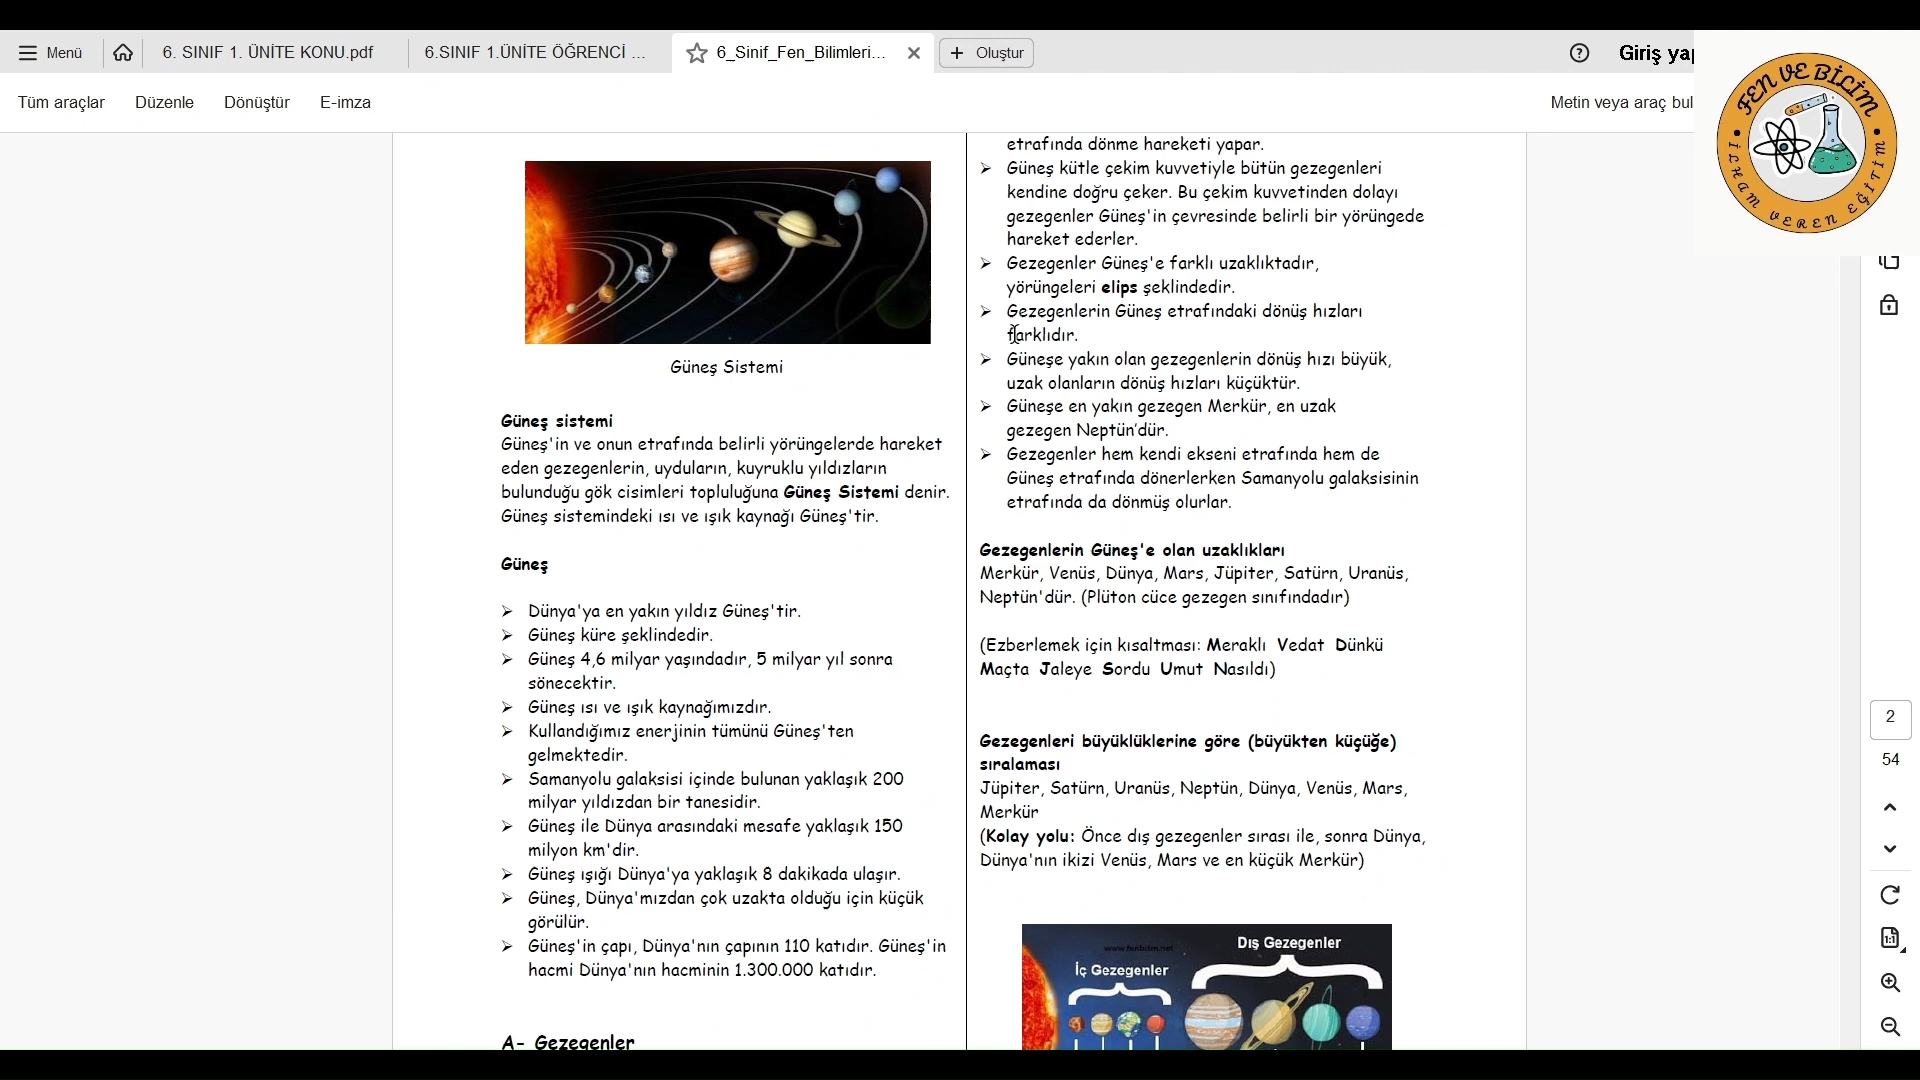 Menü
6. SINIF 1. ÜNİTE KONU.pdf
6.SINIF 1.ÜNİTE ÖĞRENCİ ...
6_Sinif_Fen_Bilimleri...
Oluştur
Giriş yap
Tüm araçlar
Düzenle
Dönüştür
E-imza
Metin veya araç bul
FEN VE BİLİM
İLHAM VEREN EĞİTİM
Güneş Sistemi
Güneş sistemi
Güneş'in ve onun etrafında belirli yörüngelerde hareket
eden gezegenlerin, uyduların, kuyruklu yıldızların
bulunduğu gök cisimleri topluluğuna Güneş Sistemi denir.
Güneş sistemindeki ısı ve ışık kaynağı Güneş'tir.
Güneş
➢ Dünya'ya en yakın yıldız Güneş'tir.
➢ Güneş küre şeklindedir.
➢ Güneş 4,6 milyar yaşındadır, 5 milyar yıl sonra
sönecektir.
➢ Güneş ısı ve ışık kaynağımızdır.
➢ Kullandığımız enerjinin tümünü Güneş'ten
gelmektedir.
➢ Samanyolu galaksisi içinde bulunan yaklaşık 200
milyar yıldızdan bir tanesidir.
➢ Güneş ile Dünya arasındaki mesafe yaklaşık 150
milyon km'dir.
➢ Güneş ışığı Dünya'ya yaklaşık 8 dakikada ulaşır.
➢ Güneş, Dünya'mızdan çok uzakta olduğu için küçük
görülür.
➢ Güneş'in çapı, Dünya'nın çapının 110 katıdır. Güneş'in
hacmi Dünya'nın hacminin 1.300.000 katıdır.
A- Gezegenler
etrafında dönme hareketi yapar.
➢ Güneş kütle çekim kuvvetiyle bütün gezegenleri
kendine doğru çeker. Bu çekim kuvvetinden dolayı
gezegenler Güneş'in çevresinde belirli bir yörüngede
hareket ederler.
➢ Gezegenler Güneş'e farklı uzaklıktadır,
yörüngeleri elips şeklindedir.
➢ Gezegenlerin Güneş etrafındaki dönüş hızları
farklıdır.
➢ Güneşe yakın olan gezegenlerin dönüş hızı büyük,
uzak olanların dönüş hızları küçüktür.
➢ Güneşe en yakın gezegen Merkür, en uzak
gezegen Neptün’dür.
➢ Gezegenler hem kendi ekseni etrafında hem de
Güneş etrafında dönerlerken Samanyolu galaksisinin
etrafında da dönmüş olurlar.
Gezegenlerin Güneş'e olan uzaklıkları
Merkür, Venüs, Dünya, Mars, Jüpiter, Satürn, Uranüs,
Neptün'dür. (Plüton cüce gezegen sınıfındadır)
(Ezberlemek için kısaltması: Meraklı Vedat Dünkü
Maçta Jaleye Sordu Umut Nasıldı)
Gezegenleri büyüklüklerine göre (büyükten küçüğe)
sıralaması
Jüpiter, Satürn, Uranüs, Neptün, Dünya, Venüs, Mars,
Merkür
(Kolay yolu: Önce dış gezegenler sırası ile, sonra Dünya,
Dünya'nın ikizi Venüs, Mars ve en küçük Merkür)
www.fenbilim.net
Dış Gezegenler
İç Gezegenler
2
54
1:1